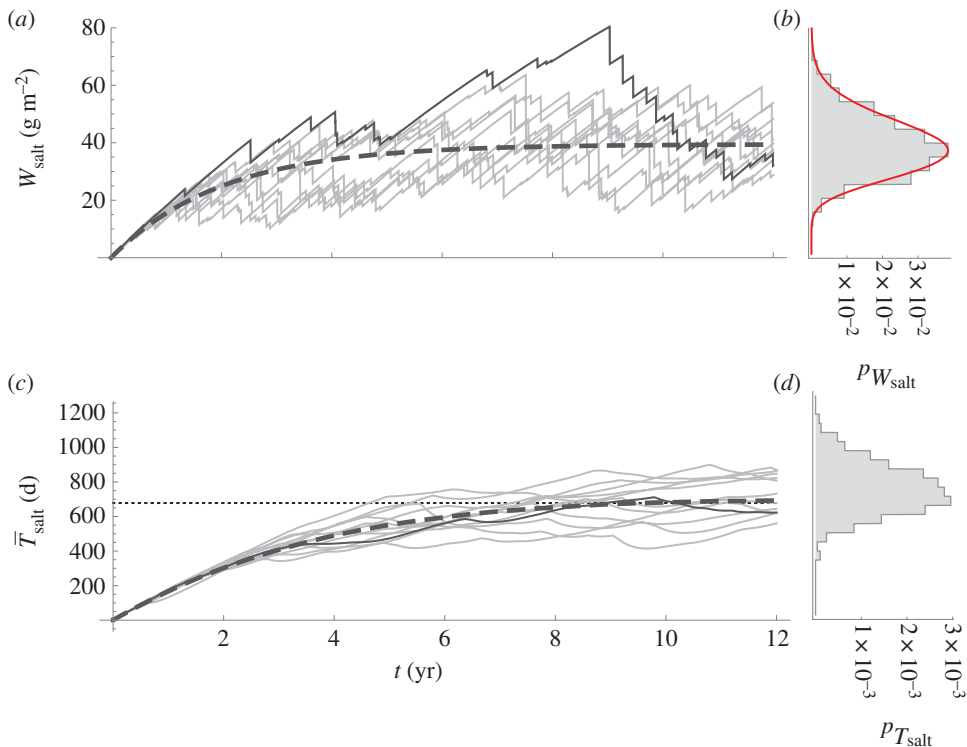 (a)
(b)
80
60
40
20
W_salt (g m⁻²)
1 × 10⁻²
2 × 10⁻²
3 × 10⁻²
p_W_salt
(c)
(d)
1200
1000
800
600
400
200
T̿_salt (d)
2
4
6
8
10
12
t (yr)
1 × 10⁻³
2 × 10⁻³
3 × 10⁻³
p_T_salt